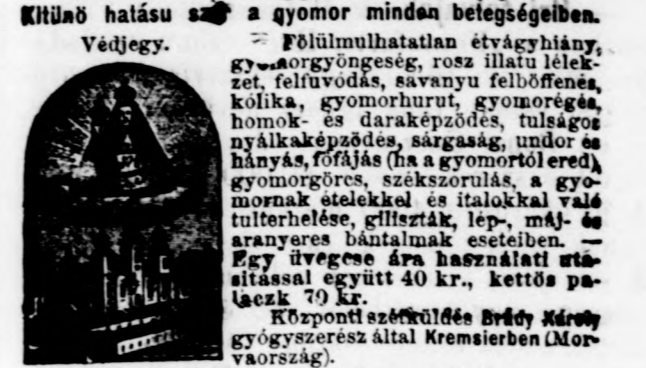 Kitünö hatásu szer a gyomor minden betegségeiben.
Védjegy.
Fölülmulhatatlan étvágyhiány,
gyomorgyöngeség, rosz illatu lélek-
zet, felfuvódás, savanyu felböffenés,
kólika, gyomorhurut, gyomorégés,
homok- és daraképződés, tulságos
nyálkaképződés, sárgaság, undor és
hányás, főfájás (ha a gyomortól ered),
gyomorgörcs, székszorulás, a gyo-
mornak ételekkel és italokkal való
tulterhelése, giliszták, lép-, máj- és
aranyeres bántalmak eseteiben. —
Egy üvegcse ára használati uta-
sitással együtt 40 kr., kettös pa-
laczk 70 kr.
Központi szétküldés Brády Károly
gyógyszerész által Kremsierben (Mor-
vaország).